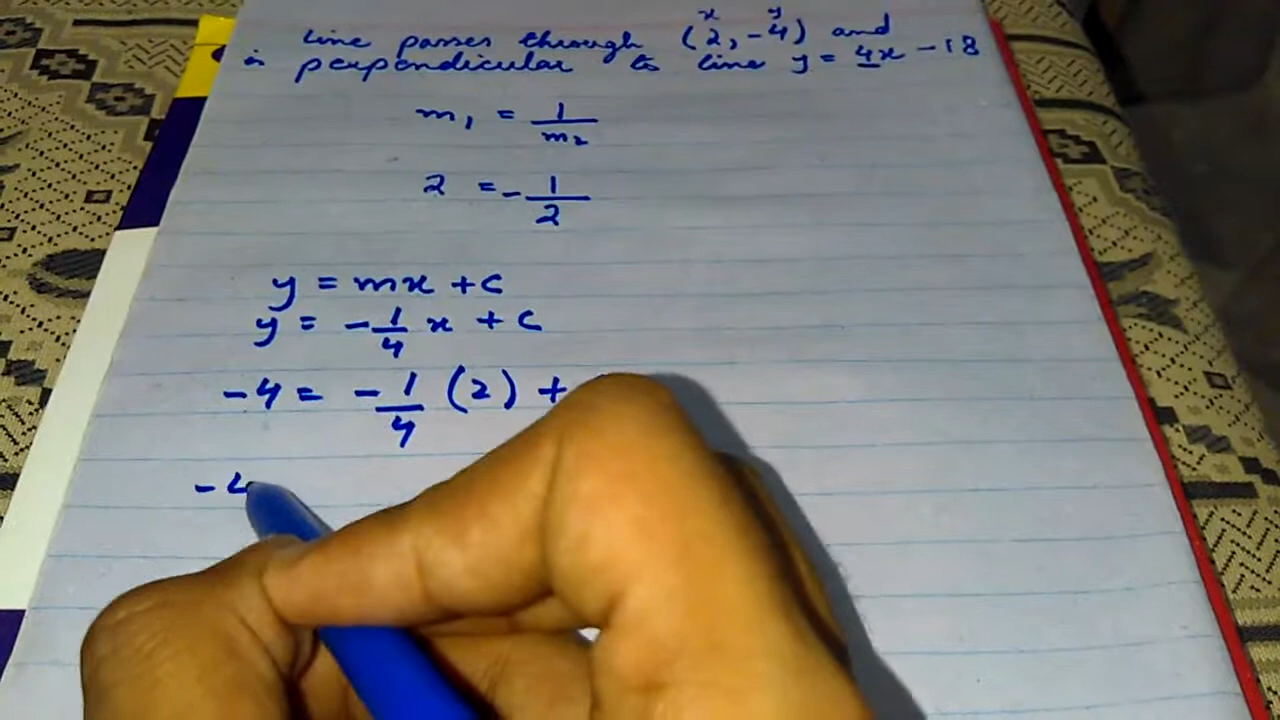 x y
line passes through (2, -4) and
is perpendicular to line y = 4x - 18
m₁ = 1/m₂
2 = -1/2
y = mx + c
y = -1/4 x + c
-4 = -1/4 (2) +
-4